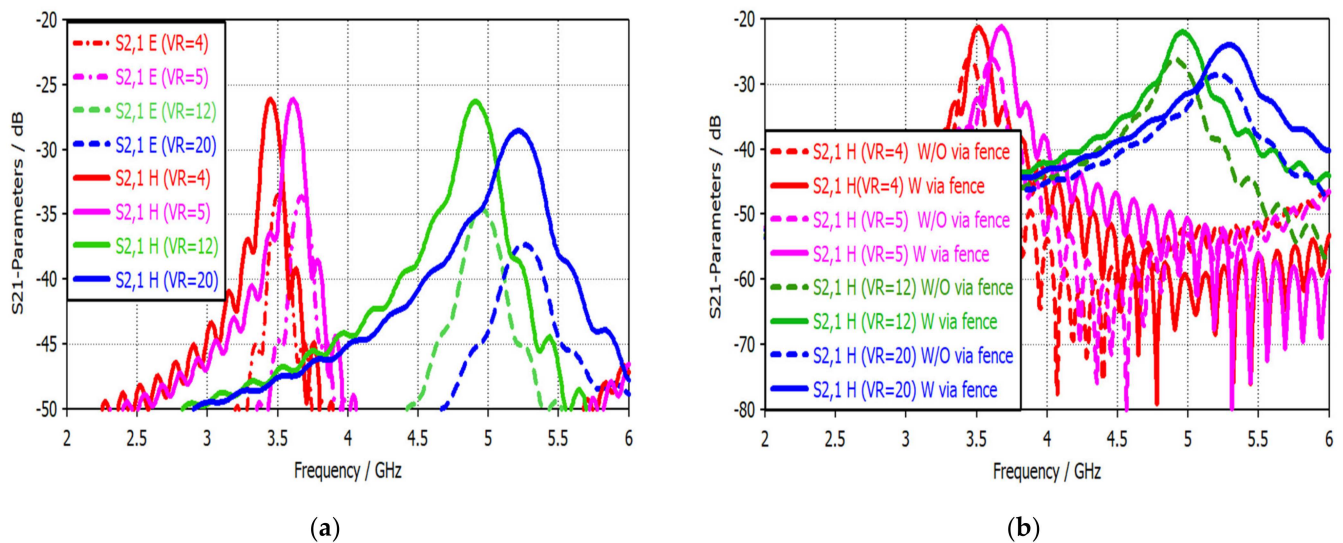 -20
-25
-30
-35
-40
-45
-50
S21-Parameters / dB
S2,1 E (VR=4)
S2,1 E (VR=5)
S2,1 E (VR=12)
S2,1 E (VR=20)
S2,1 H (VR=4)
S2,1 H (VR=5)
S2,1 H (VR=12)
S2,1 H (VR=20)
2 2.5 3 3.5 4 4.5 5 5.5 6
Frequency / GHz
(a)
-20
-30
-40
-50
-60
-70
-80
S21-Parameters / dB
S2,1 H (VR=4) W/O via fence
S2,1 H(VR=4) W via fence
S2,1 H (VR=5) W/O via fence
S2,1 H (VR=5) W via fence
S2,1 H (VR=12) W/O via fence
S2,1 H (VR=12) W via fence
S2,1 H (VR=20) W/O via fence
S2,1 H (VR=20) W via fence
2 2.5 3 3.5 4 4.5 5 5.5 6
Frequency / GHz
(b)